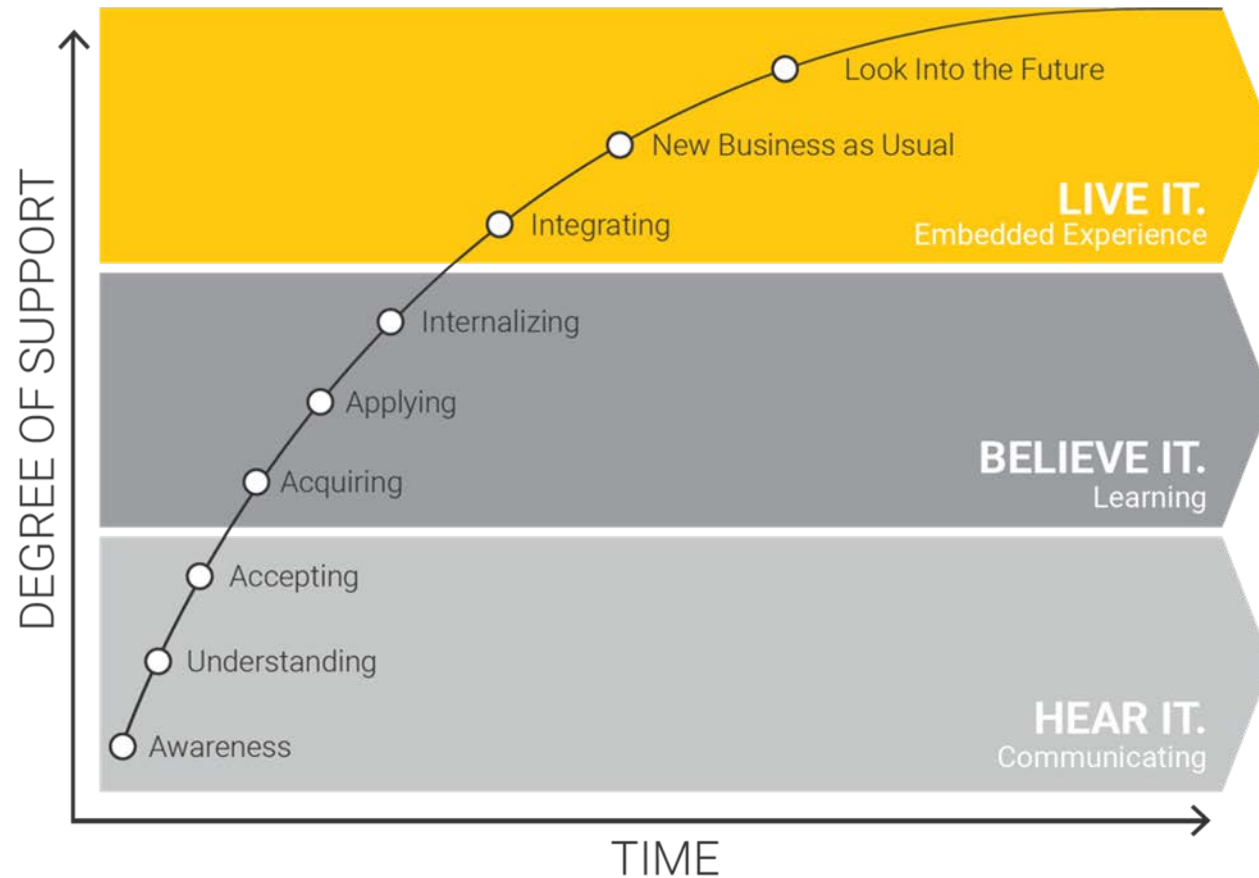 DEGREE OF SUPPORT
Look Into the Future
New Business as Usual
LIVE IT.
Embedded Experience
Integrating
Internalizing
Applying
BELIEVE IT.
Learning
Acquiring
Accepting
Understanding
HEAR IT.
Communicating
Awareness
TIME